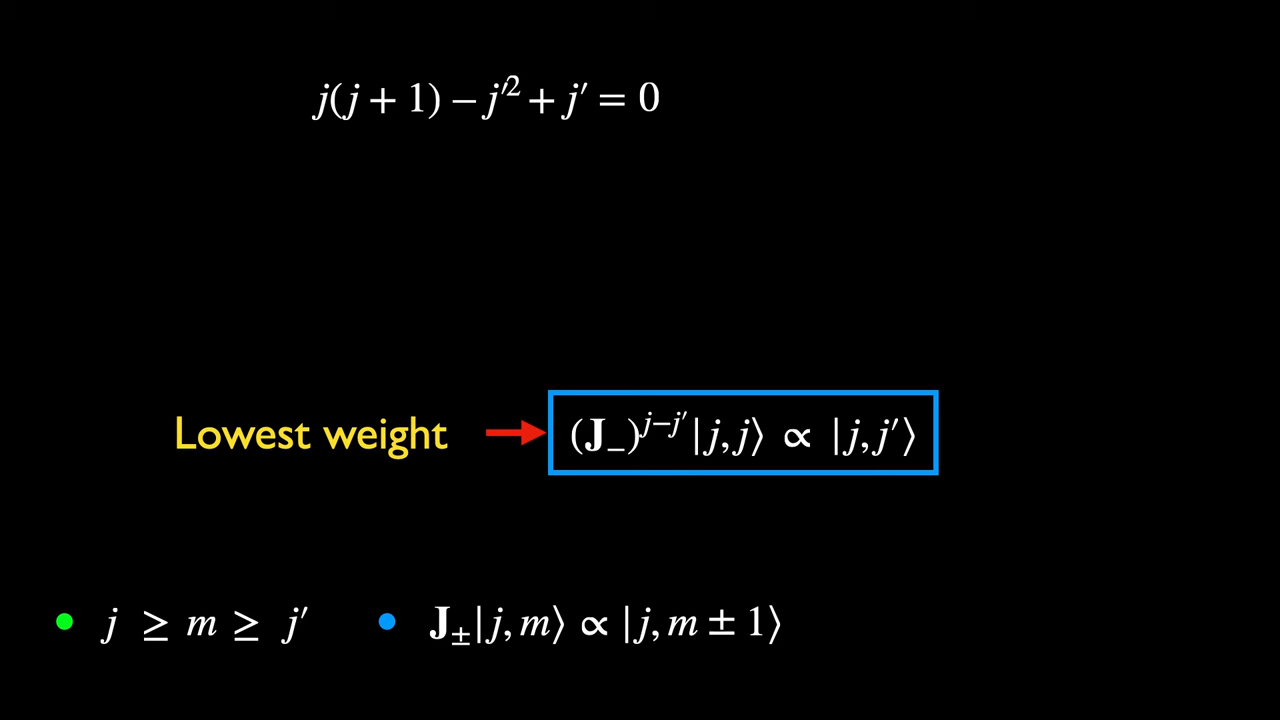 j(j + 1) – j′² + j′ = 0
Lowest weight (J₋)^{j–j′}|j, j⟩ ∝ |j, j′⟩
j ≥ m ≥ j′ J±|j, m⟩ ∝ |j, m ± 1⟩